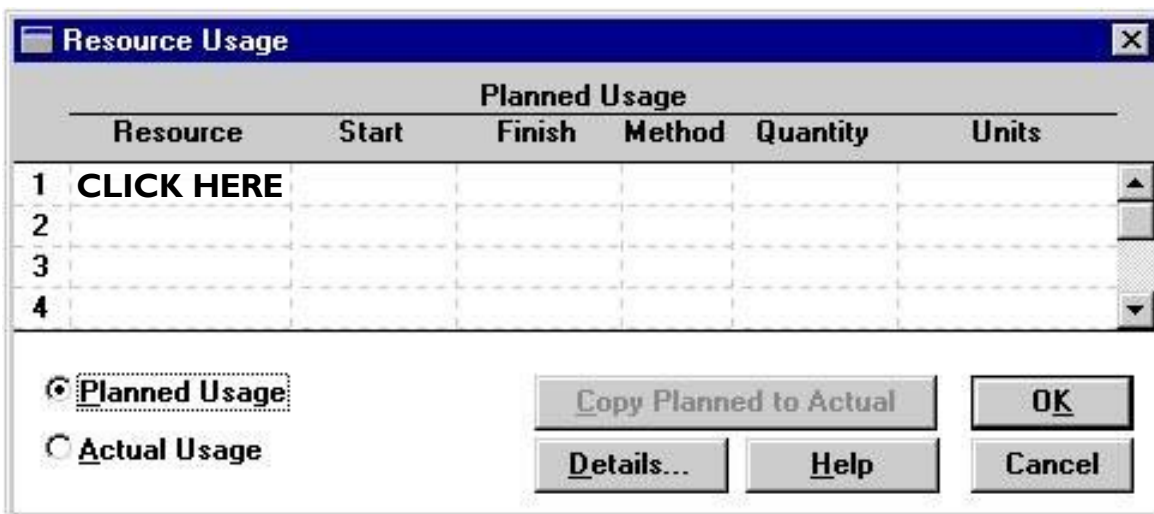 Resource Usage
Planned Usage
Resource Start Finish Method Quantity Units
1 CLICK HERE
2
3
4
Planned Usage Copy Planned to Actual OK
Actual Usage Details... Help Cancel